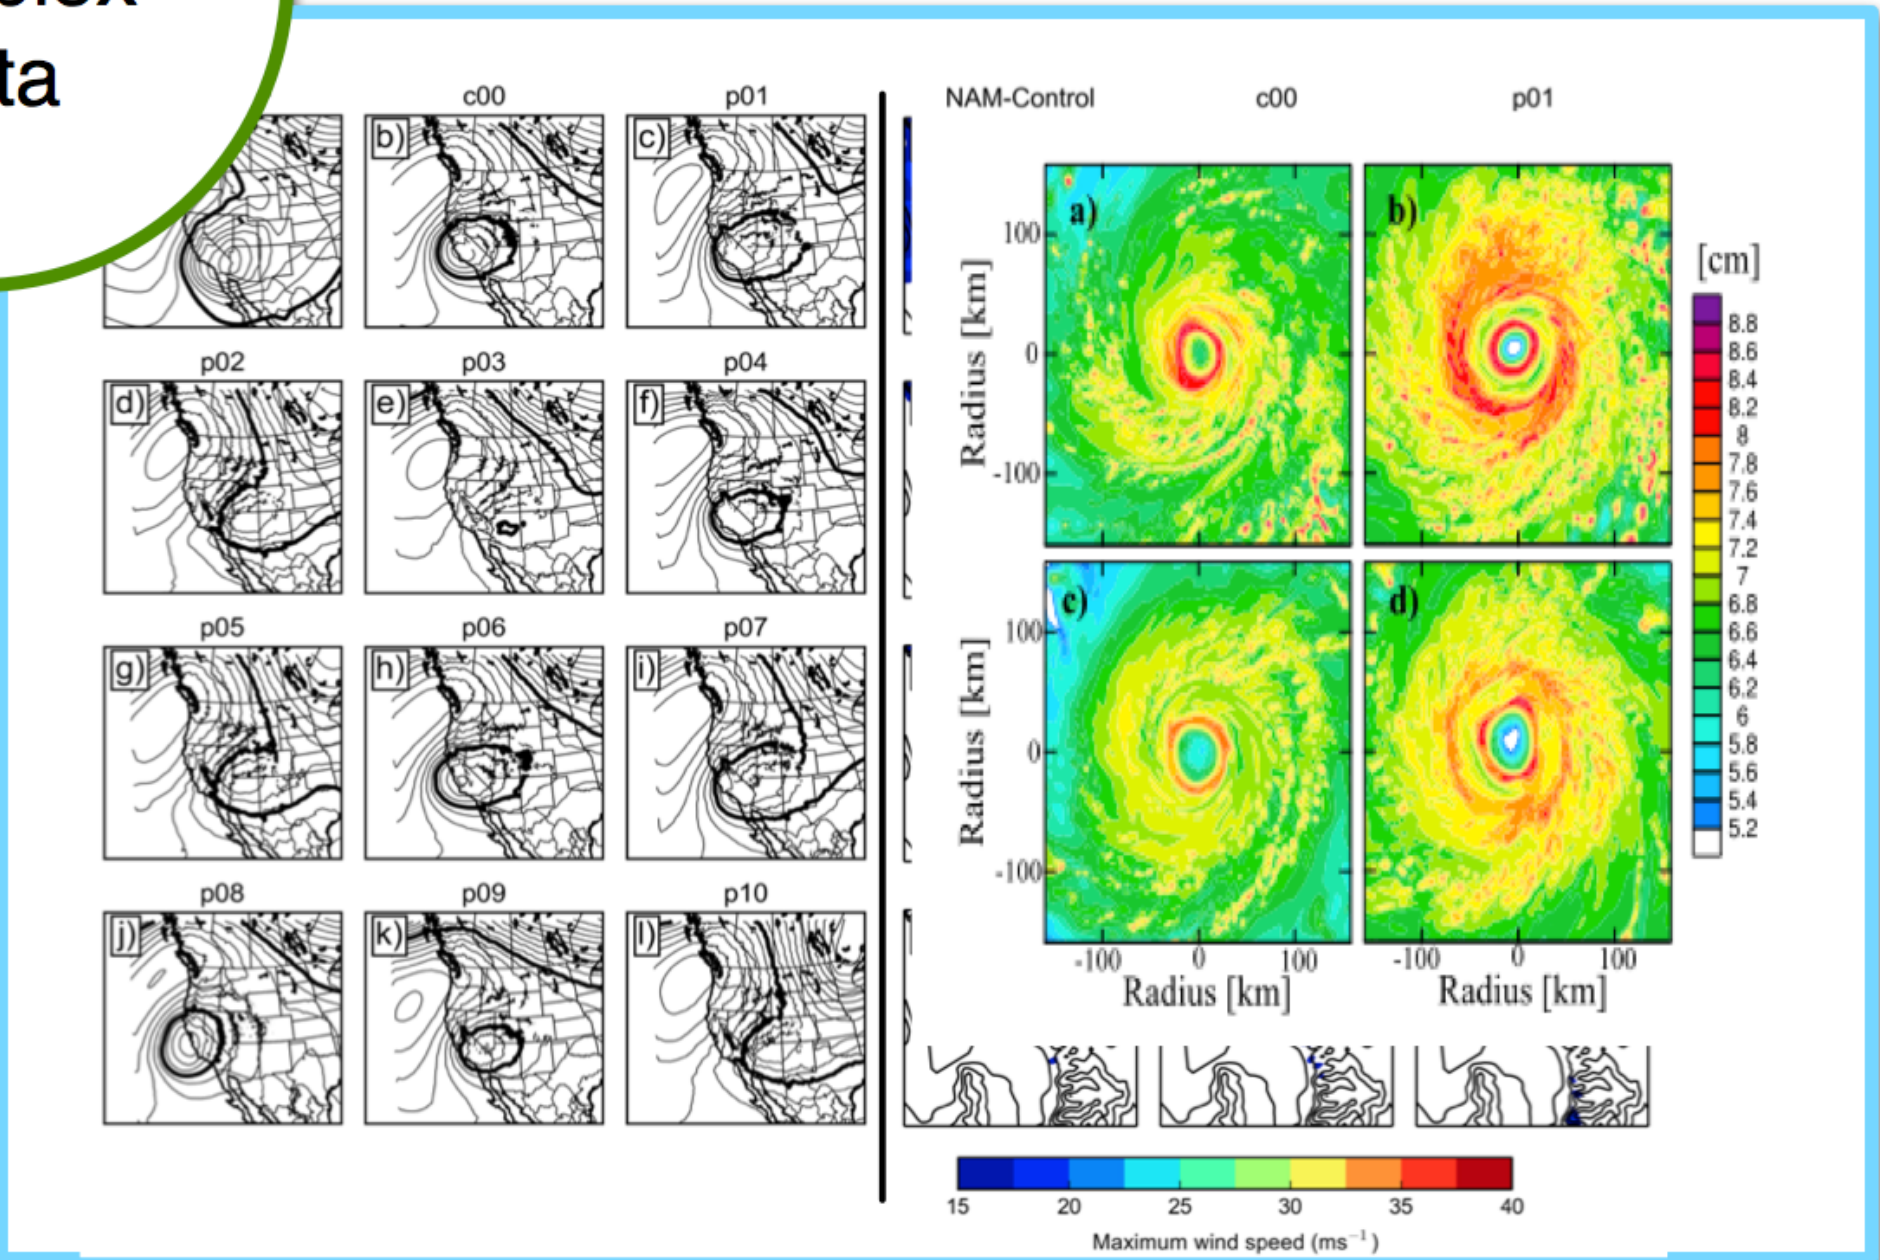 ta
c00
p01
b)
c)
p02
p03
p04
d)
e)
f)
p05
p06
p07
g)
h)
i)
p08
p09
p10
j)
k)
l)
NAM-Control
c00
p01
a)
b)
c)
d)
Radius [km]
100
0
-100
Radius [km]
100
0
-100
-100
0
100
Radius [km]
-100
0
100
Radius [km]
[cm]
8.8
8.6
8.4
8.2
8
7.8
7.6
7.4
7.2
7
6.8
6.6
6.4
6.2
6
5.8
5.6
5.4
5.2
15
20
25
30
35
40
Maximum wind speed (ms⁻¹)